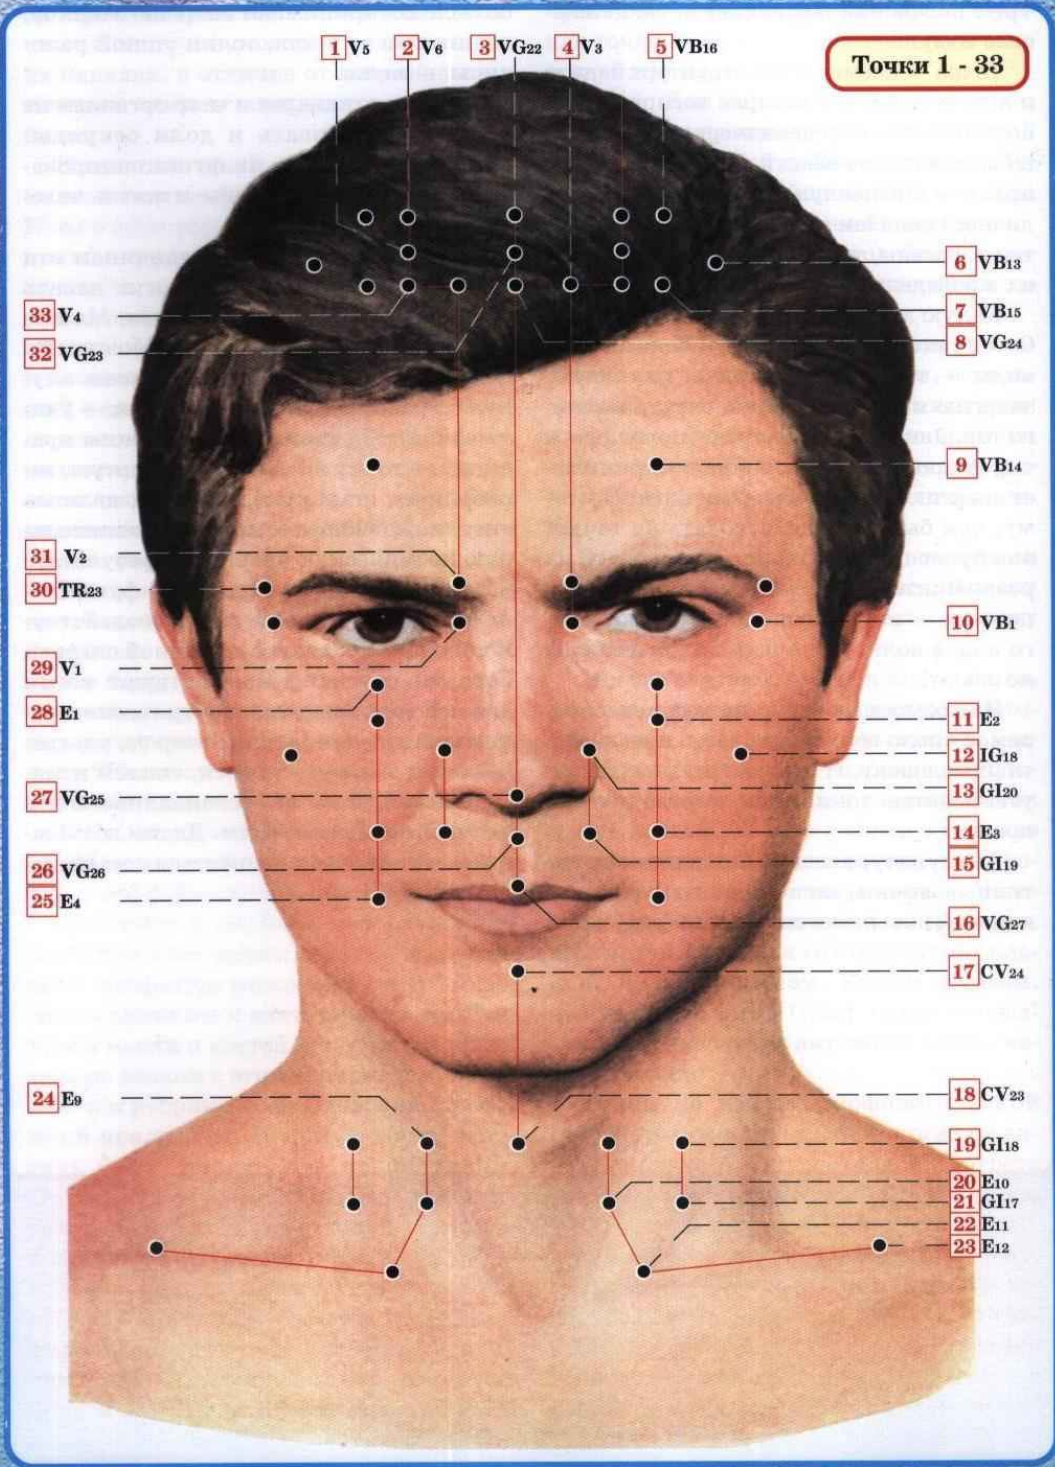 1 V5 2 V6 3 VG22 4 V3 5 VB16
Точки 1 - 33
6 VB13
33 V4
7 VB15
8 VG24
32 VG23
9 VB14
31 V2
30 TR23
10 VB1
29 V1
28 E1
11 E2
12 IG18
13 GI20
27 VG25
14 E3
15 GI19
26 VG26
25 E4
16 VG27
17 CV24
24 E9
18 CV23
19 GI18
20 E10
21 GI17
22 E11
23 E12